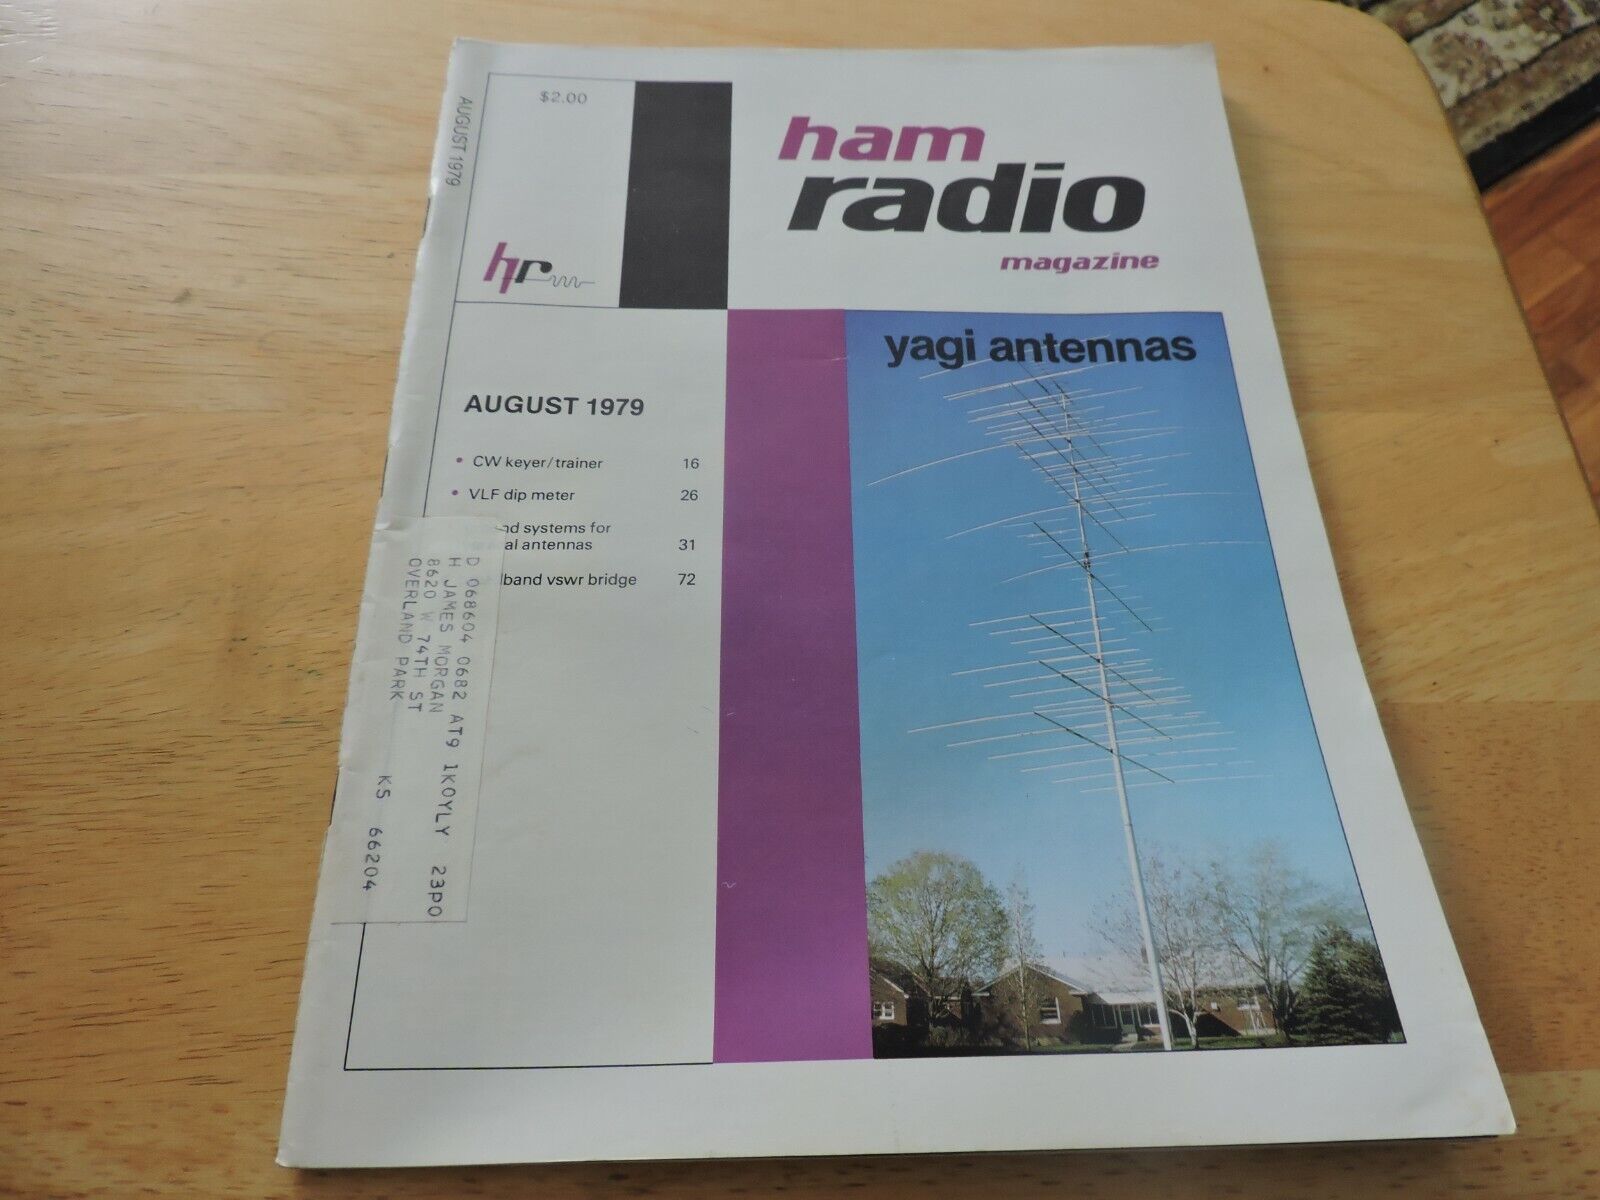 AUGUST 1979
$2.00
hr
ham
radio
magazine
yagi antennas
AUGUST 1979
• CW keyer/trainer 16
• VLF dip meter 26
systems for
antennas 31
vswr bridge 72
D 068604 0682 AT9 1K0YLY 23PO
H JAMES MORGAN
8620 W 74TH ST
OVERLAND PARK KS 66204